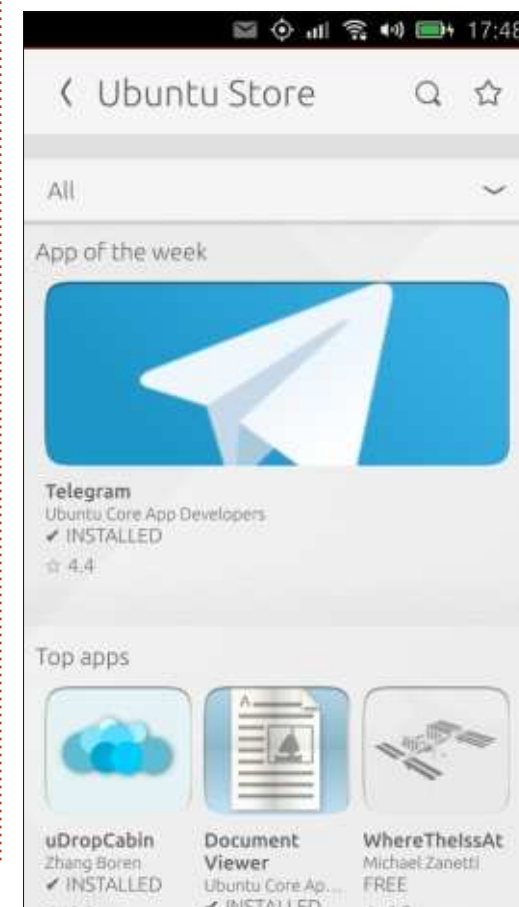 17:48
Ubuntu Store
All
App of the week
Telegram
Ubuntu Core App Developers
✔ INSTALLED
☆ 4.4
Top apps
uDropCabin
Zhang Boren
✔ INSTALLED
Document
Viewer
Ubuntu Core Ap...
✔ INSTALLED
WhereTheIssAt
Michael Zanetti
FREE